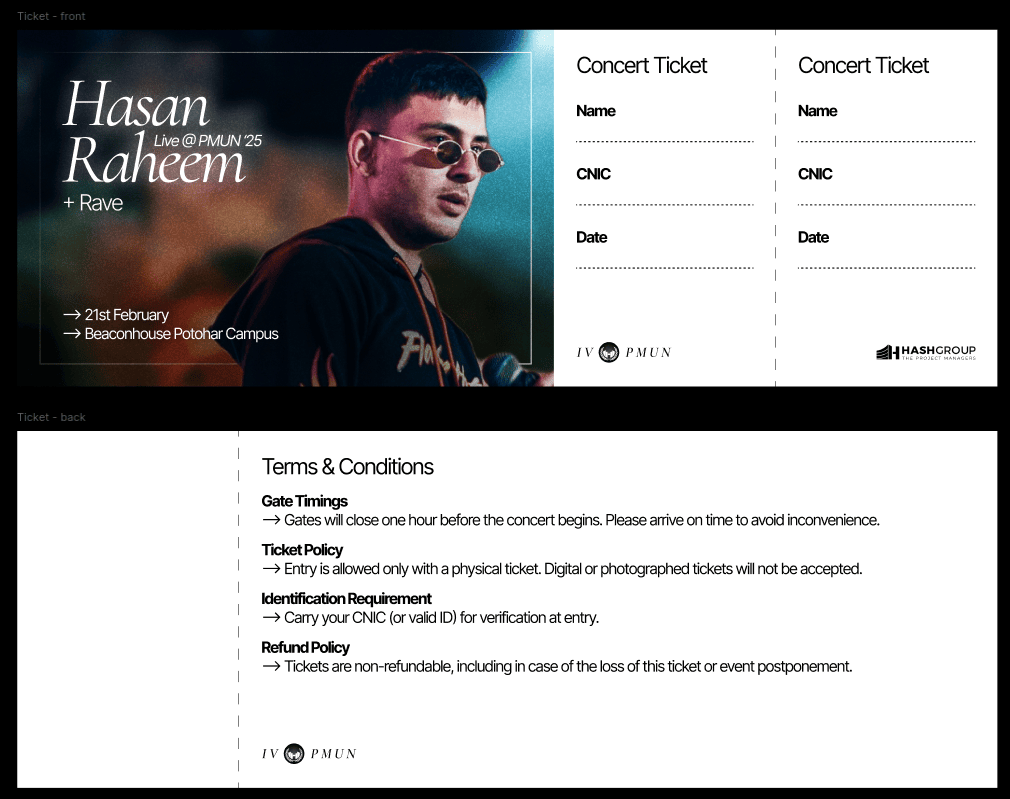 Ticket - front
Hasan
Live @ PMUN '25
Raheem
+ Rave
→ 21st February
→ Beaconhouse Potohar Campus
Concert Ticket
Name
CNIC
Date
IV PMUN
Concert Ticket
Name
CNIC
Date
HASHGROUP
THE PROJECT MANAGERS
Ticket - back
Terms & Conditions
Gate Timings
→ Gates will close one hour before the concert begins. Please arrive on time to avoid inconvenience.
Ticket Policy
→ Entry is allowed only with a physical ticket. Digital or photographed tickets will not be accepted.
Identification Requirement
→ Carry your CNIC (or valid ID) for verification at entry.
Refund Policy
→ Tickets are non-refundable, including in case of the loss of this ticket or event postponement.
IV PMUN